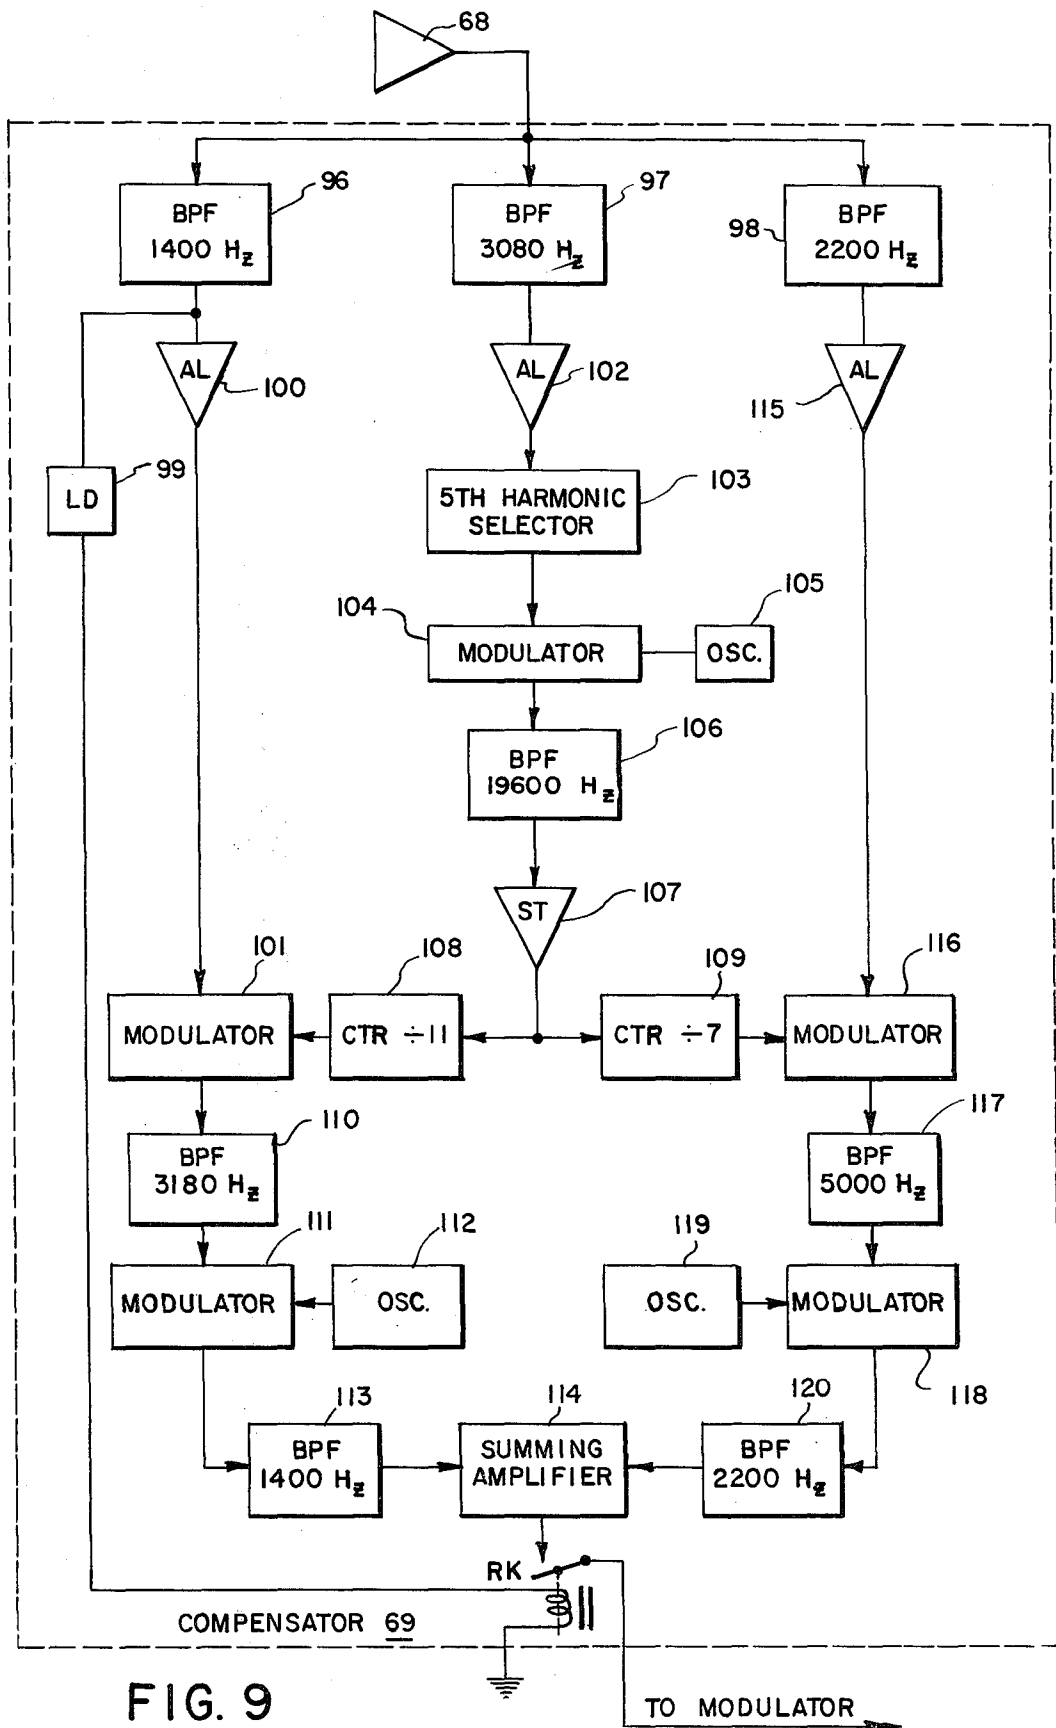 68
96
BPF
1400 Hz
97
BPF
3080 Hz
98
BPF
2200 Hz
AL
100
AL
102
AL
115
99
LD
5TH HARMONIC
SELECTOR
103
104
MODULATOR
105
OSC.
106
BPF
19600 Hz
ST
107
101
MODULATOR
108
CTR ÷11
109
CTR ÷7
116
MODULATOR
110
BPF
3180 Hz
117
BPF
5000 Hz
111
MODULATOR
112
OSC.
119
OSC.
MODULATOR
118
113
BPF
1400 Hz
114
SUMMING
AMPLIFIER
120
BPF
2200 Hz
RK
COMPENSATOR 69
FIG. 9
TO MODULATOR